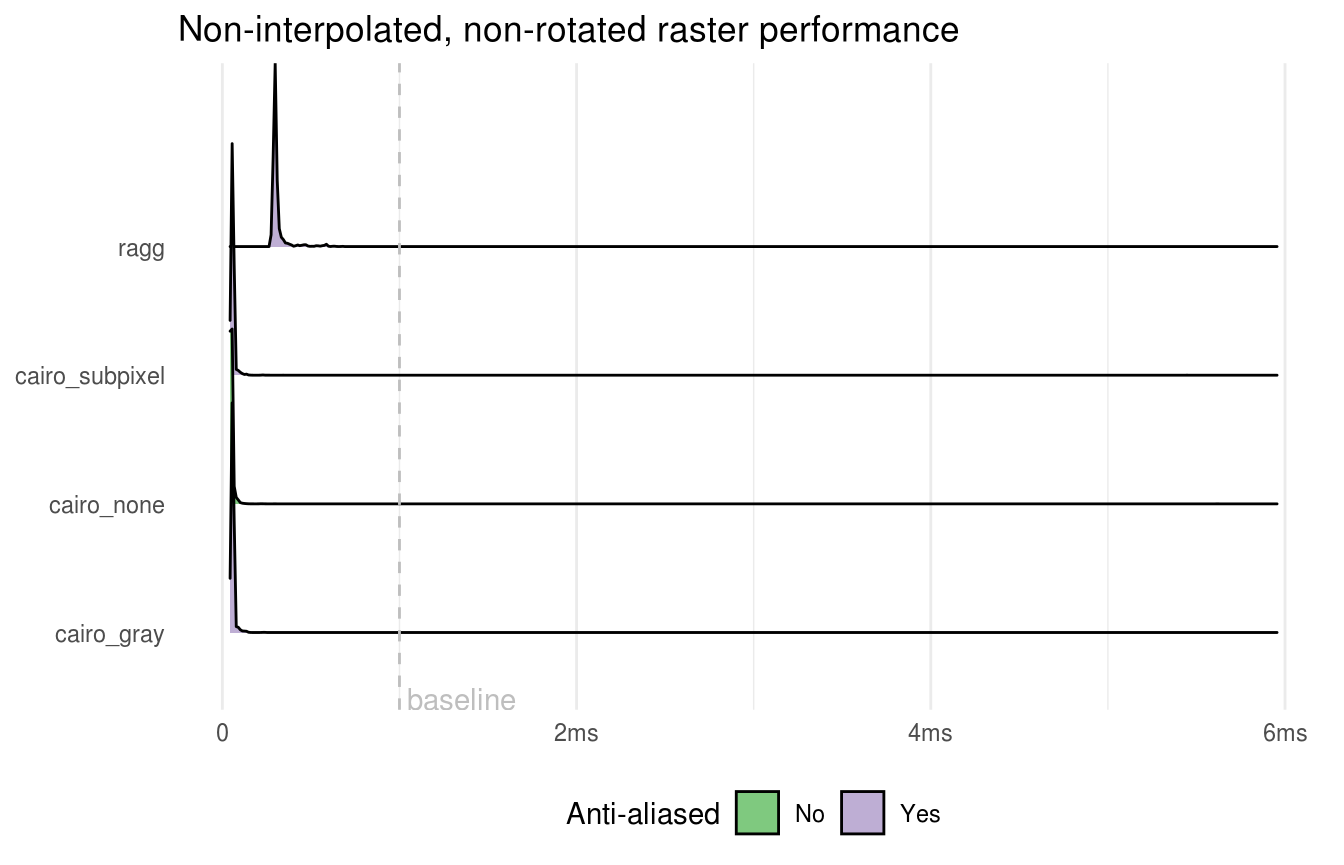 Non-interpolated, non-rotated raster performance
ragg
cairo_subpixel
cairo_none
cairo_gray
baseline
0 2ms 4ms 6ms
Anti-aliased No Yes